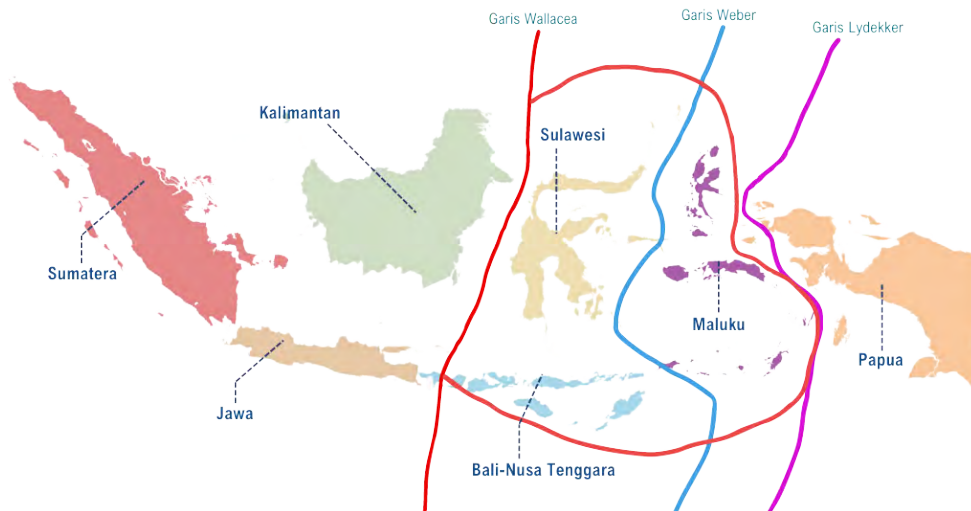 Garis Wallacea
Garis Weber
Garis Lydekker
Kalimantan
Sulawesi
Sumatera
Maluku
Papua
Jawa
Bali-Nusa Tenggara